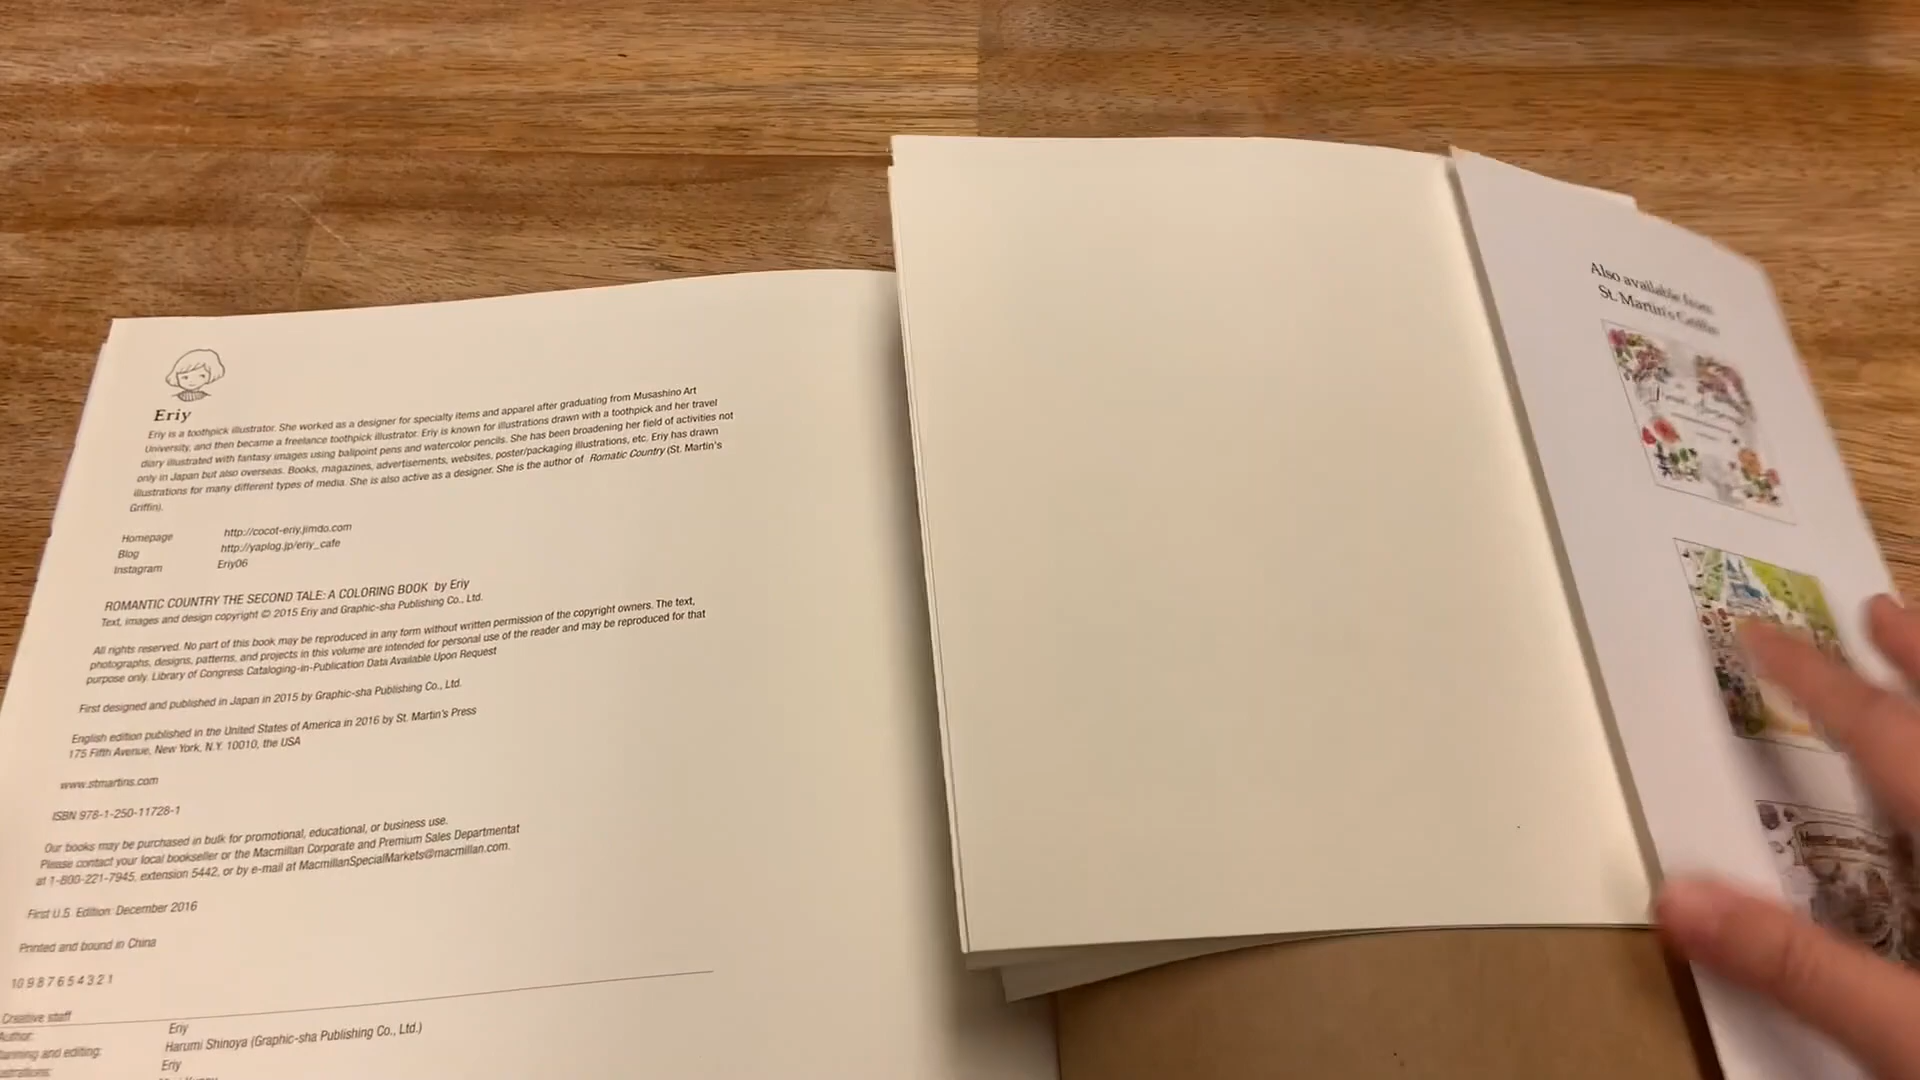 Eriy
Eriy is a toothpick illustrator. She worked as a designer for specialty items and apparel after graduating from Musashino Art
University, and then became a freelance toothpick illustrator. Eriy is known for illustrations drawn with a toothpick and her travel
diary illustrated with fantasy images using ballpoint pens and watercolor pencils. She has been broadening her field of activities not
only in Japan but also overseas. Books, magazines, advertisements, websites, poster/packaging illustrations, etc. Eriy has drawn
illustrations for many different types of media. She is also active as a designer. She is the author of Romatic Country (St. Martin's
Griffin).
Homepage http://cocot-eriy.jimdo.com
Blog http://yaplog.jp/eriy_cafe
Instagram Eriy06
ROMANTIC COUNTRY THE SECOND TALE: A COLORING BOOK by Eriy
Text, images and design copyright © 2015 Eriy and Graphic-sha Publishing Co., Ltd.
All rights reserved. No part of this book may be reproduced in any form without written permission of the copyright owners. The text,
photographs, designs, patterns, and projects in this volume are intended for personal use of the reader and may be reproduced for that
purpose only. Library of Congress Cataloging-in-Publication Data Available Upon Request
First designed and published in Japan in 2015 by Graphic-sha Publishing Co., Ltd.
English edition published in the United States of America in 2016 by St. Martin's Press
175 Fifth Avenue, New York, N.Y. 10010, the USA
www.stmartins.com
ISBN 978-1-250-11728-1
Our books may be purchased in bulk for promotional, educational, or business use.
Please contact your local bookseller or the Macmillan Corporate and Premium Sales Departmentat
at 1-800-221-7945, extension 5442, or by e-mail at MacmillanSpecialMarkets@macmillan.com.
First U.S. Edition: December 2016
Printed and bound in China
10 9 8 7 6 5 4 3 2 1
Creative staff
Author: Eriy
anning and editing: Harumi Shinoya (Graphic-sha Publishing Co., Ltd.)
ustrations: Eriy
Also available from
St. Martin's Griffin